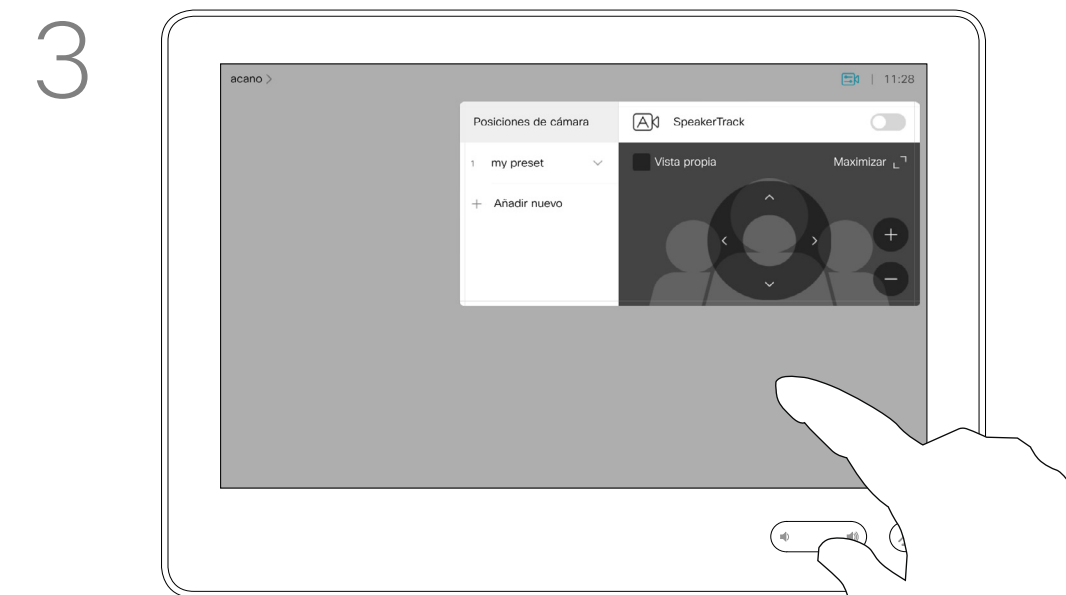 3
acano >
11:28
Posiciones de cámara
SpeakerTrack
1 my preset
Vista propia
Maximizar
+ Añadir nuevo